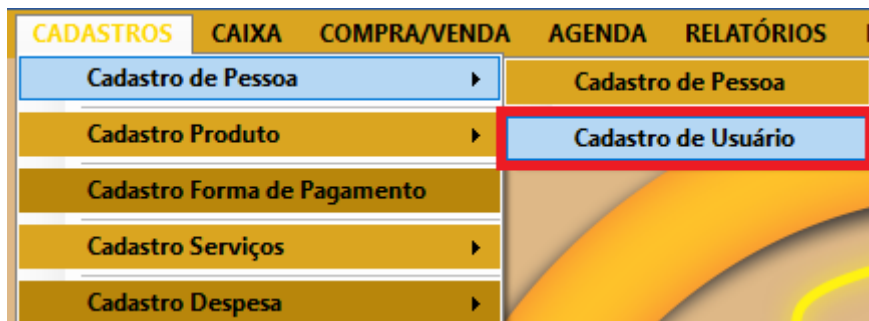 CADASTROS CAIXA COMPRA/VENDA AGENDA RELATÓRIOS
Cadastro de Pessoa
Cadastro de Pessoa
Cadastro Produto
Cadastro de Usuário
Cadastro Forma de Pagamento
Cadastro Serviços
Cadastro Despesa